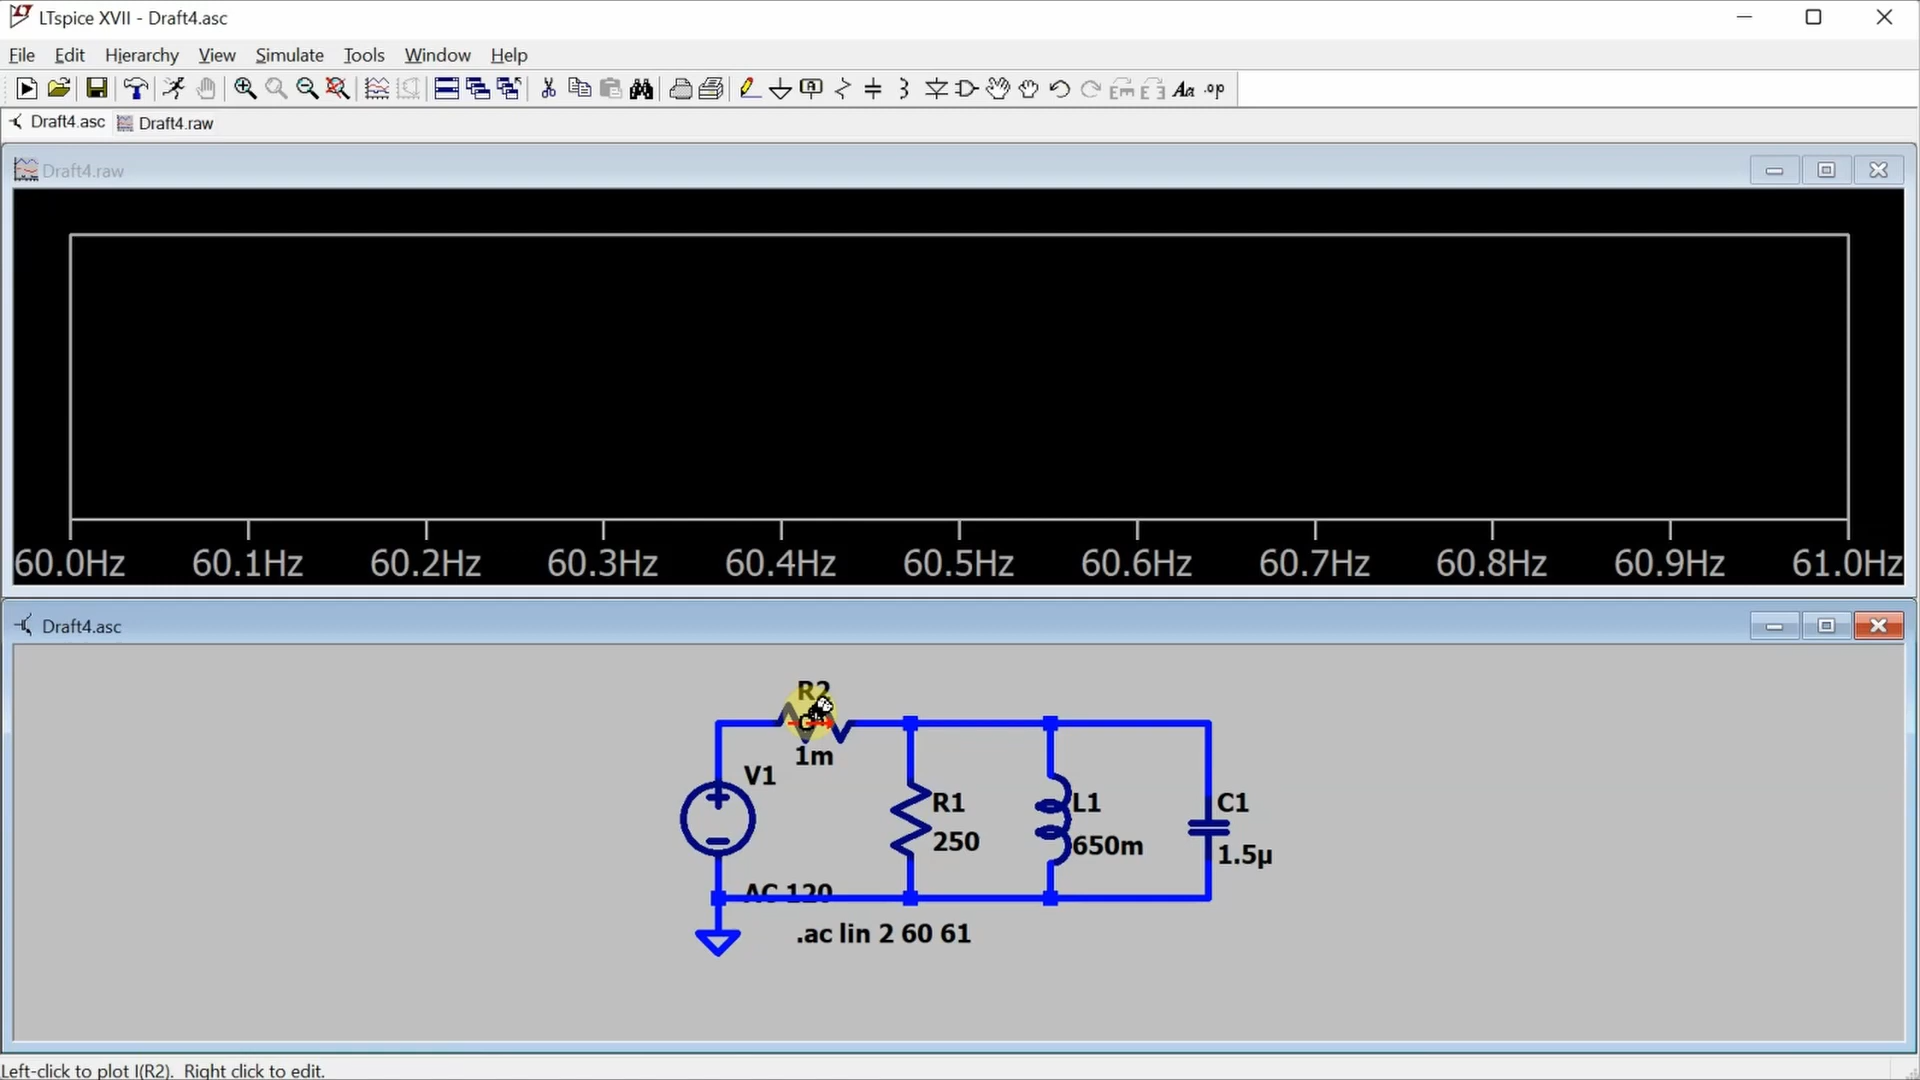 LTspice XVII - Draft4.asc
File Edit Hierarchy View Simulate Tools Window Help
Aa .op
Draft4.asc Draft4.raw
Draft4.raw
60.0Hz 60.1Hz 60.2Hz 60.3Hz 60.4Hz 60.5Hz 60.6Hz 60.7Hz 60.8Hz 60.9Hz 61.0Hz
Draft4.asc
R2
1m
V1
R1
250
L1
650m
C1
1.5µ
AC 120
.ac lin 2 60 61
Left-click to plot I(R2). Right click to edit.